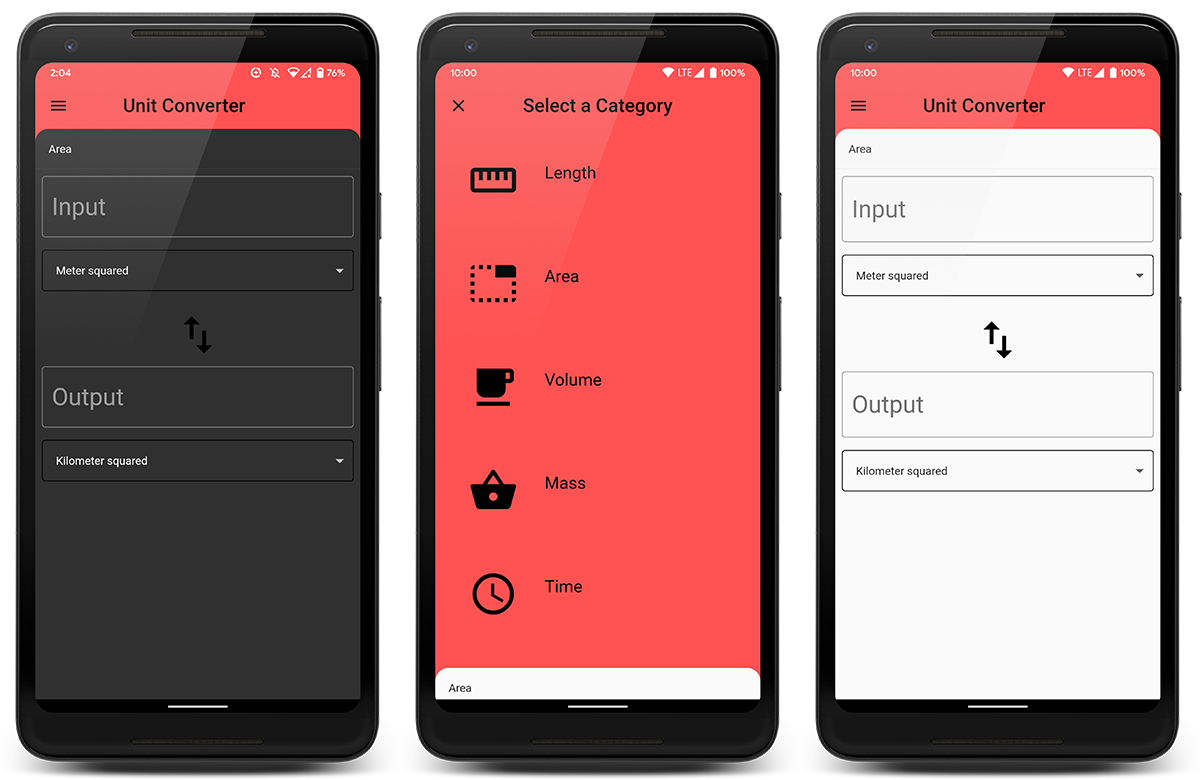 2:04 76%
Unit Converter
Area
Input
Meter squared
Output
Kilometer squared
10:00 LTE 100%
Select a Category
Length
Area
Volume
Mass
Time
Area
10:00 LTE 100%
Unit Converter
Area
Input
Meter squared
Output
Kilometer squared